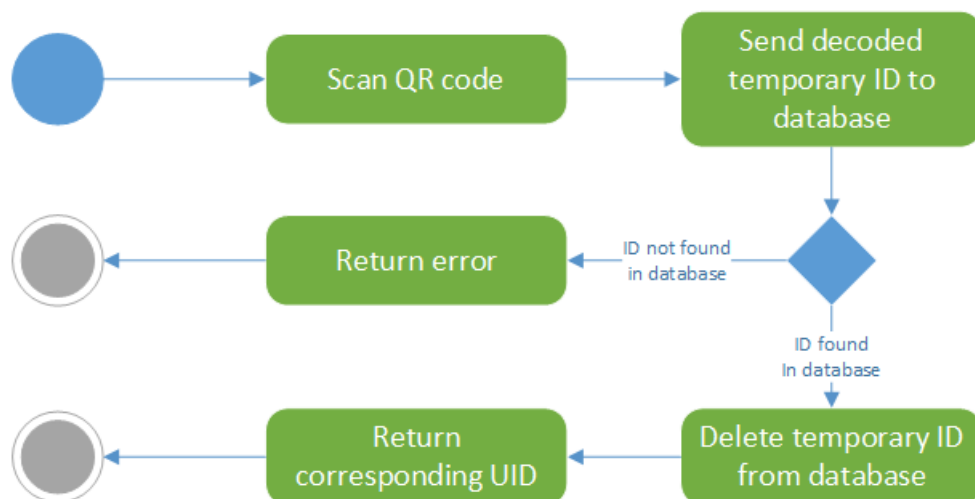 Scan QR code
Send decoded
temporary ID to
database
Return error
ID not found
in database
ID found
In database
Return
corresponding UID
Delete temporary ID
from database